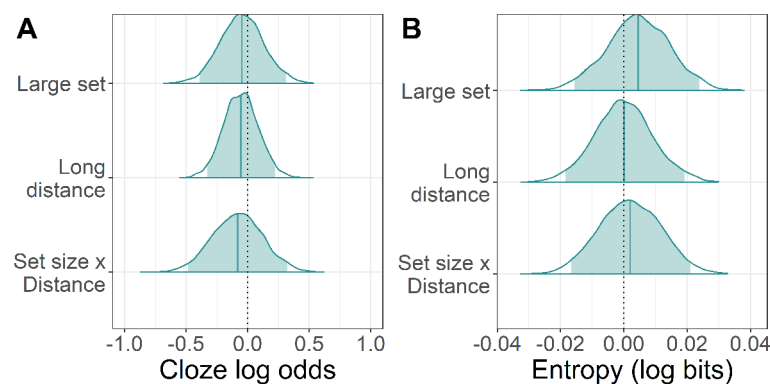 A
Large set
Long
distance
Set size x
Distance
-1.0 -0.5 0.0 0.5 1.0
Cloze log odds
B
Large set
Long
distance
Set size x
Distance
-0.04 -0.02 0.00 0.02 0.04
Entropy (log bits)